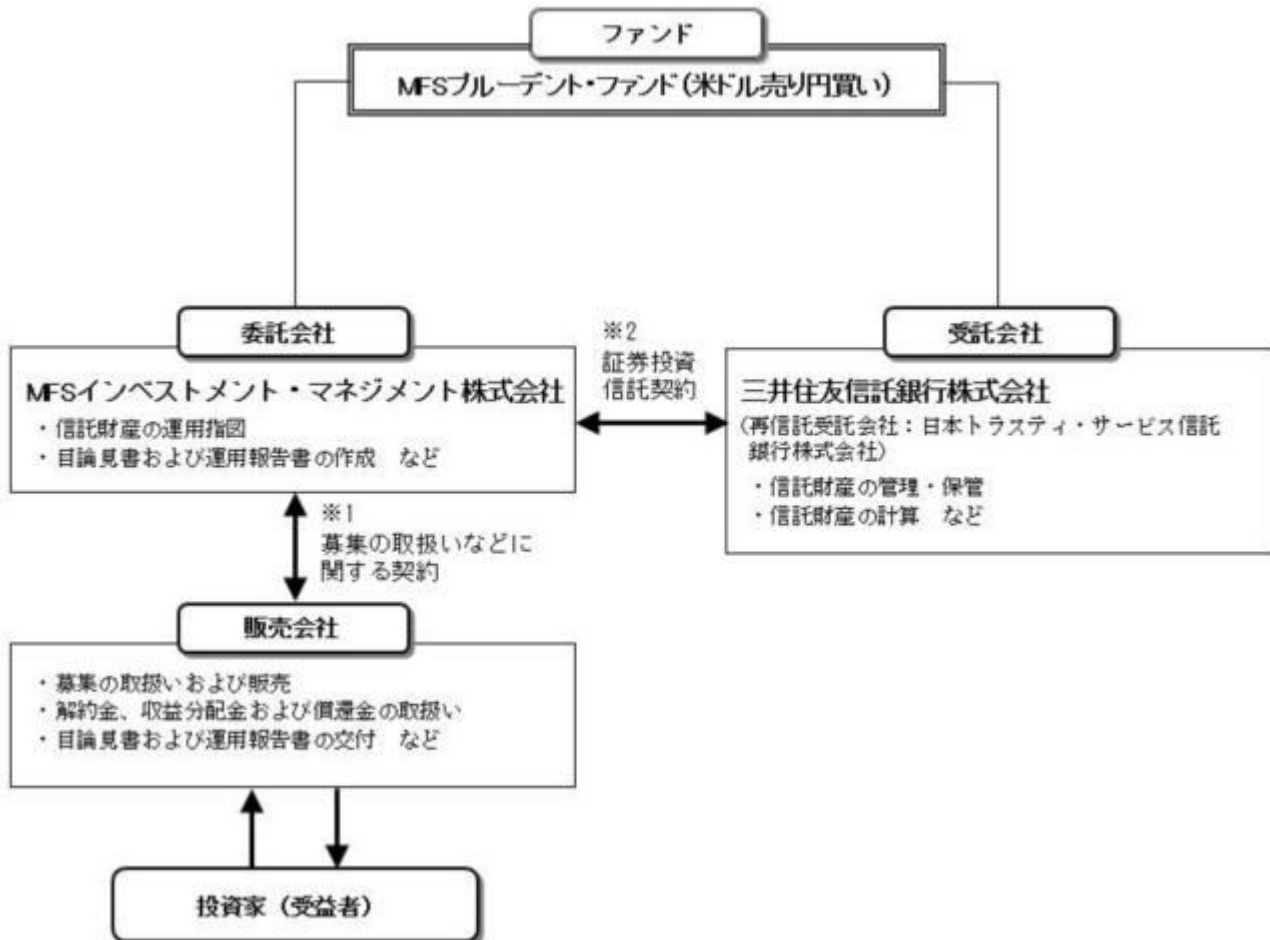 ファンド
MFSプルーデント・ファンド(米ドル売り円買い)
委託会社
MFSインベストメント・マネジメント株式会社
・信託財産の運用指図
・目論見書および運用報告書の作成 など
※2
証券投資
信託契約
受託会社
三井住友信託銀行株式会社
(再信託受託会社:日本トラスティ・サービス信託
銀行株式会社)
・信託財産の管理・保管
・信託財産の計算 など
※1
募集の取扱いなどに
関する契約
販売会社
・募集の取扱いおよび販売
・解約金、収益分配金および償還金の取扱い
・目論見書および運用報告書の交付 など
投資家(受益者)